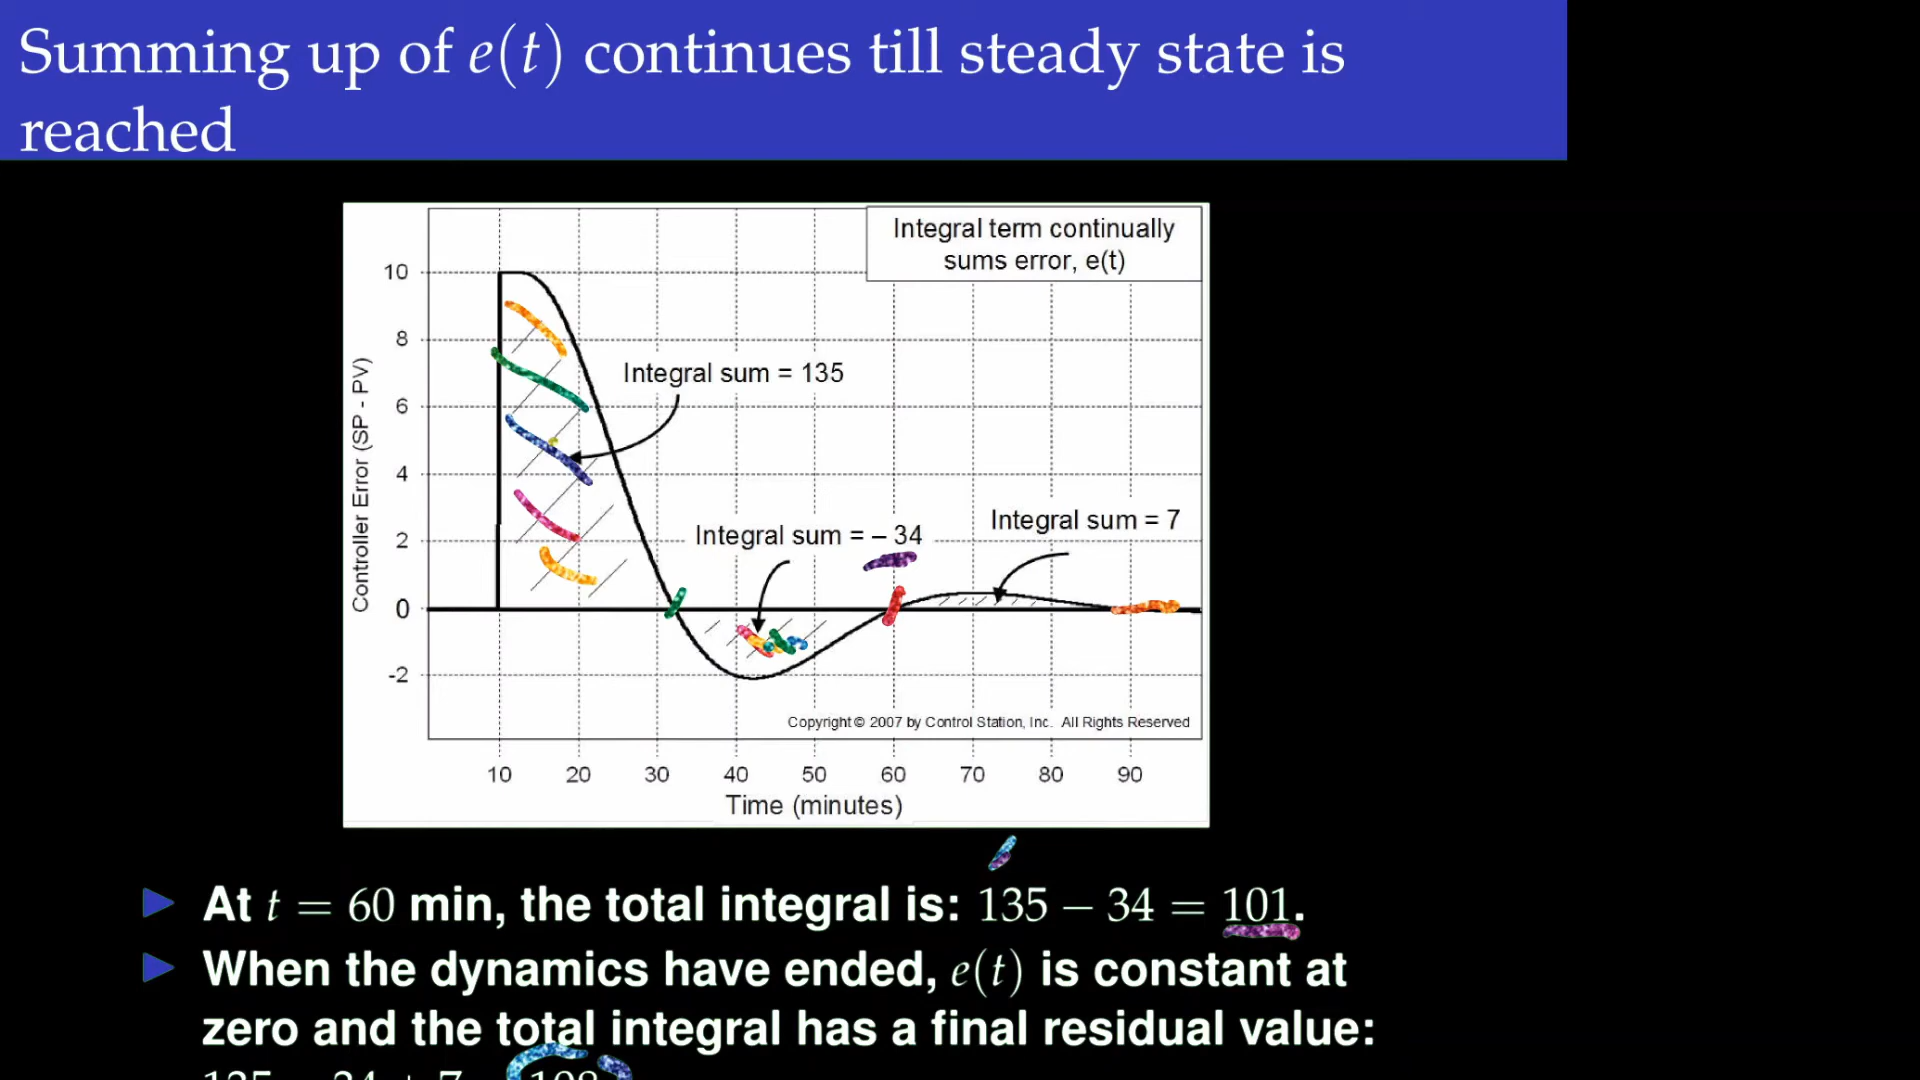 Summing up of e(t) continues till steady state is
reached
Integral term continually
sums error, e(t)
10
8
6
4
2
0
-2
Controller Error (SP - PV)
Integral sum = 135
Integral sum = – 34
Integral sum = 7
Copyright © 2007 by Control Station, Inc. All Rights Reserved
10 20 30 40 50 60 70 80 90
Time (minutes)
At t = 60 min, the total integral is: 135 − 34 = 101.
When the dynamics have ended, e(t) is constant at
zero and the total integral has a final residual value:
135 − 34 + 7 = 108